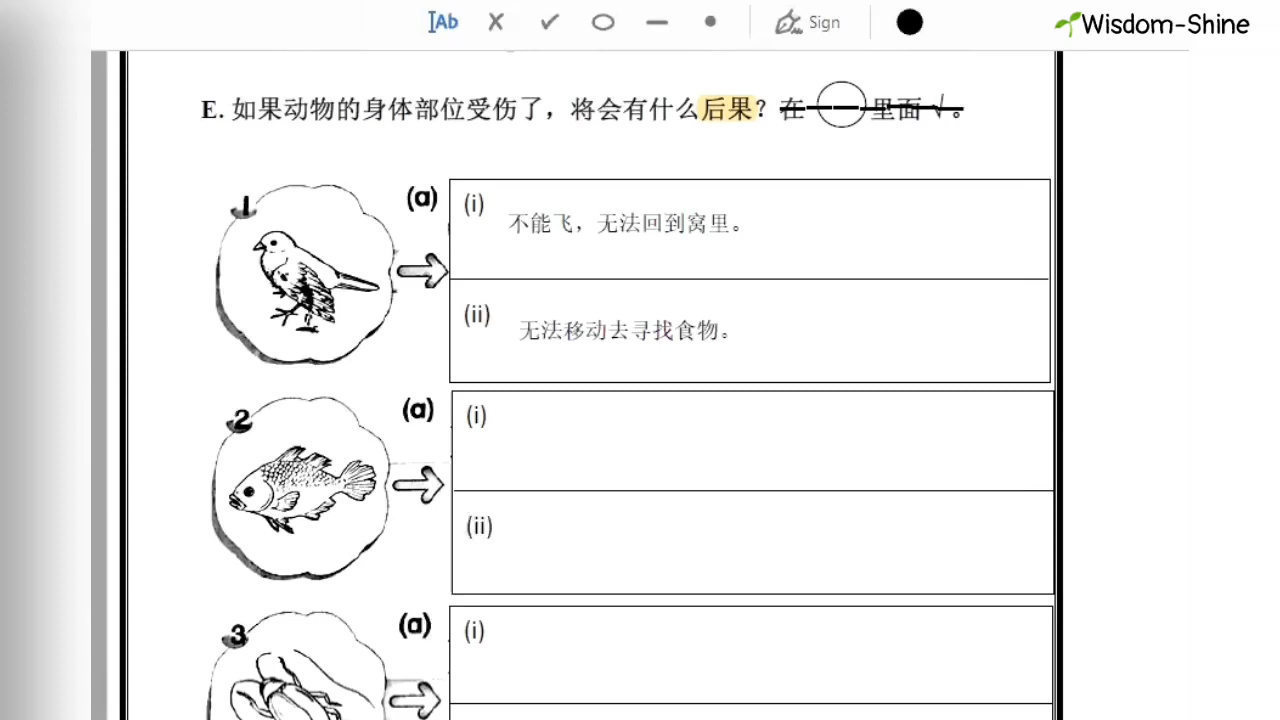 Ab
Sign
Wisdom-Shine
E. 如果动物的身体部位受伤了，将会有什么后果？在 里面 √ 。
1
(a)
(i)
不能飞，无法回到窝里。
(ii)
无法移动去寻找食物。
2
(a)
(i)
(ii)
3
(a)
(i)